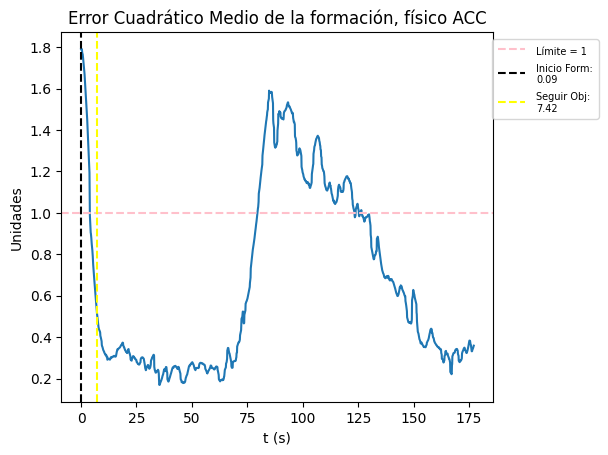 Error Cuadrático Medio de la formación, físico ACC
Límite = 1
Inicio Form:
0.09
Seguir Obj:
7.42
Unidades
1.8
1.6
1.4
1.2
1.0
0.8
0.6
0.4
0.2
0 25 50 75 100 125 150 175
t (s)